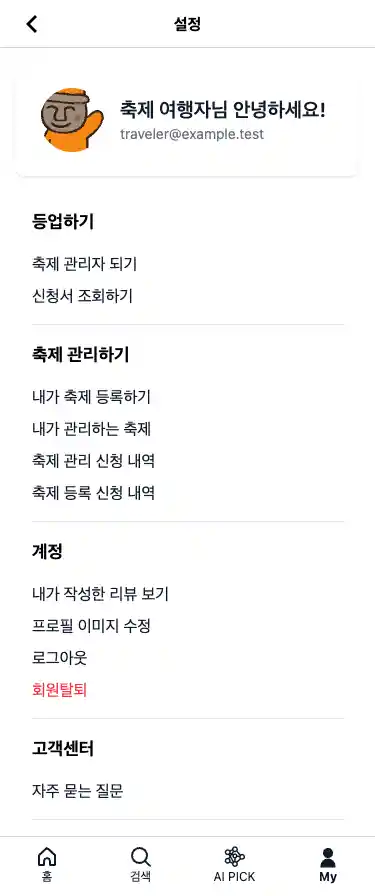 설정
축제 여행자님 안녕하세요!
traveler@example.test
등업하기
축제 관리자 되기
신청서 조회하기
축제 관리하기
내가 축제 등록하기
내가 관리하는 축제
축제 관리 신청 내역
축제 등록 신청 내역
계정
내가 작성한 리뷰 보기
프로필 이미지 수정
로그아웃
회원탈퇴
고객센터
자주 묻는 질문
홈
검색
AI PICK
My